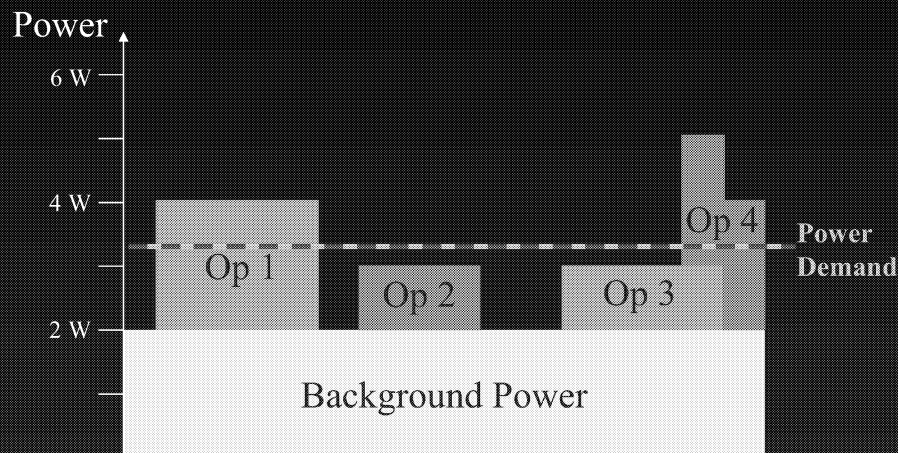 Power
6 W
4 W
Op 4
Power
Demand
Op 1
Op 2
Op 3
2 W
Background Power